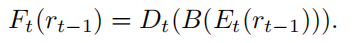 F_t(r_{t−1}) = D_t(B(E_t(r_{t−1}))).